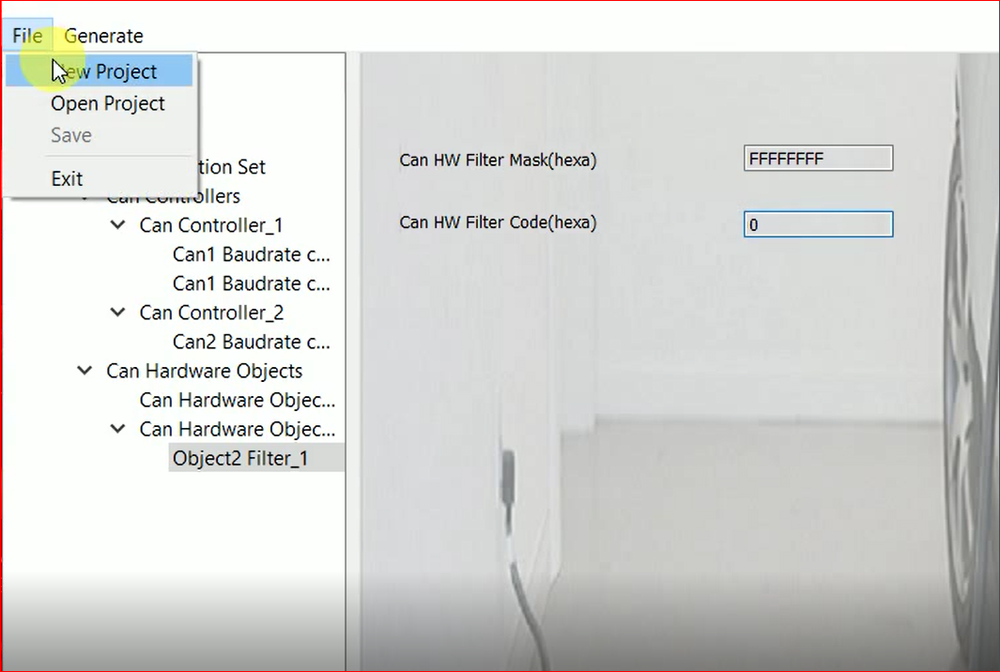 File Generate
New Project
Open Project
Save
Exit
tion Set
Can Controllers
Can Controller_1
Can1 Baudrate c...
Can1 Baudrate c...
Can Controller_2
Can2 Baudrate c...
Can Hardware Objects
Can Hardware Objec...
Can Hardware Objec...
Object2 Filter_1
Can HW Filter Mask(hexa) FFFFFFFF
Can HW Filter Code(hexa) 0